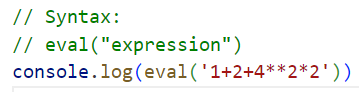 // Syntax:
// eval("expression")
console.log(eval('1+2+4**2*2'))